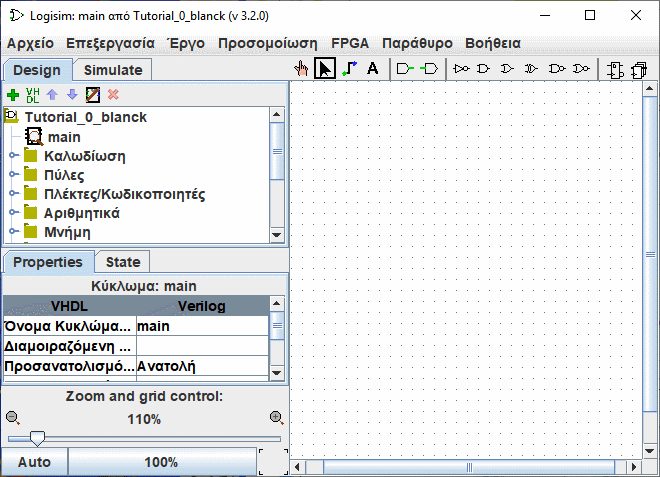 Logisim: main από Tutorial_0_blanck (v 3.2.0)
Αρχείο Επεξεργασία Έργο Προσομοίωση FPGA Παράθυρο Βοήθεια
Design Simulate
A
VH
DL
Tutorial_0_blanck
main
Καλωδίωση
Πύλες
Πλέκτες/Κωδικοποιητές
Αριθμητικά
Μνήμη
Properties State
Κύκλωμα: main
VHDL Verilog
Όνομα Κυκλώμα... main
Διαμοιραζόμενη ...
Προσανατολισμό... Ανατολή
Zoom and grid control:
110%
Auto 100%